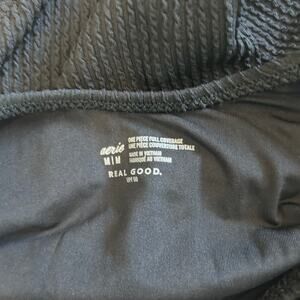 aerie
M | M
ONE PIECE FULL COVERAGE
UNE PIÈCE COUVERTURE TOTALE
MADE IN VIETNAM
FABRIQUÉ AU VIETNAM
REAL GOOD.
UPF 50